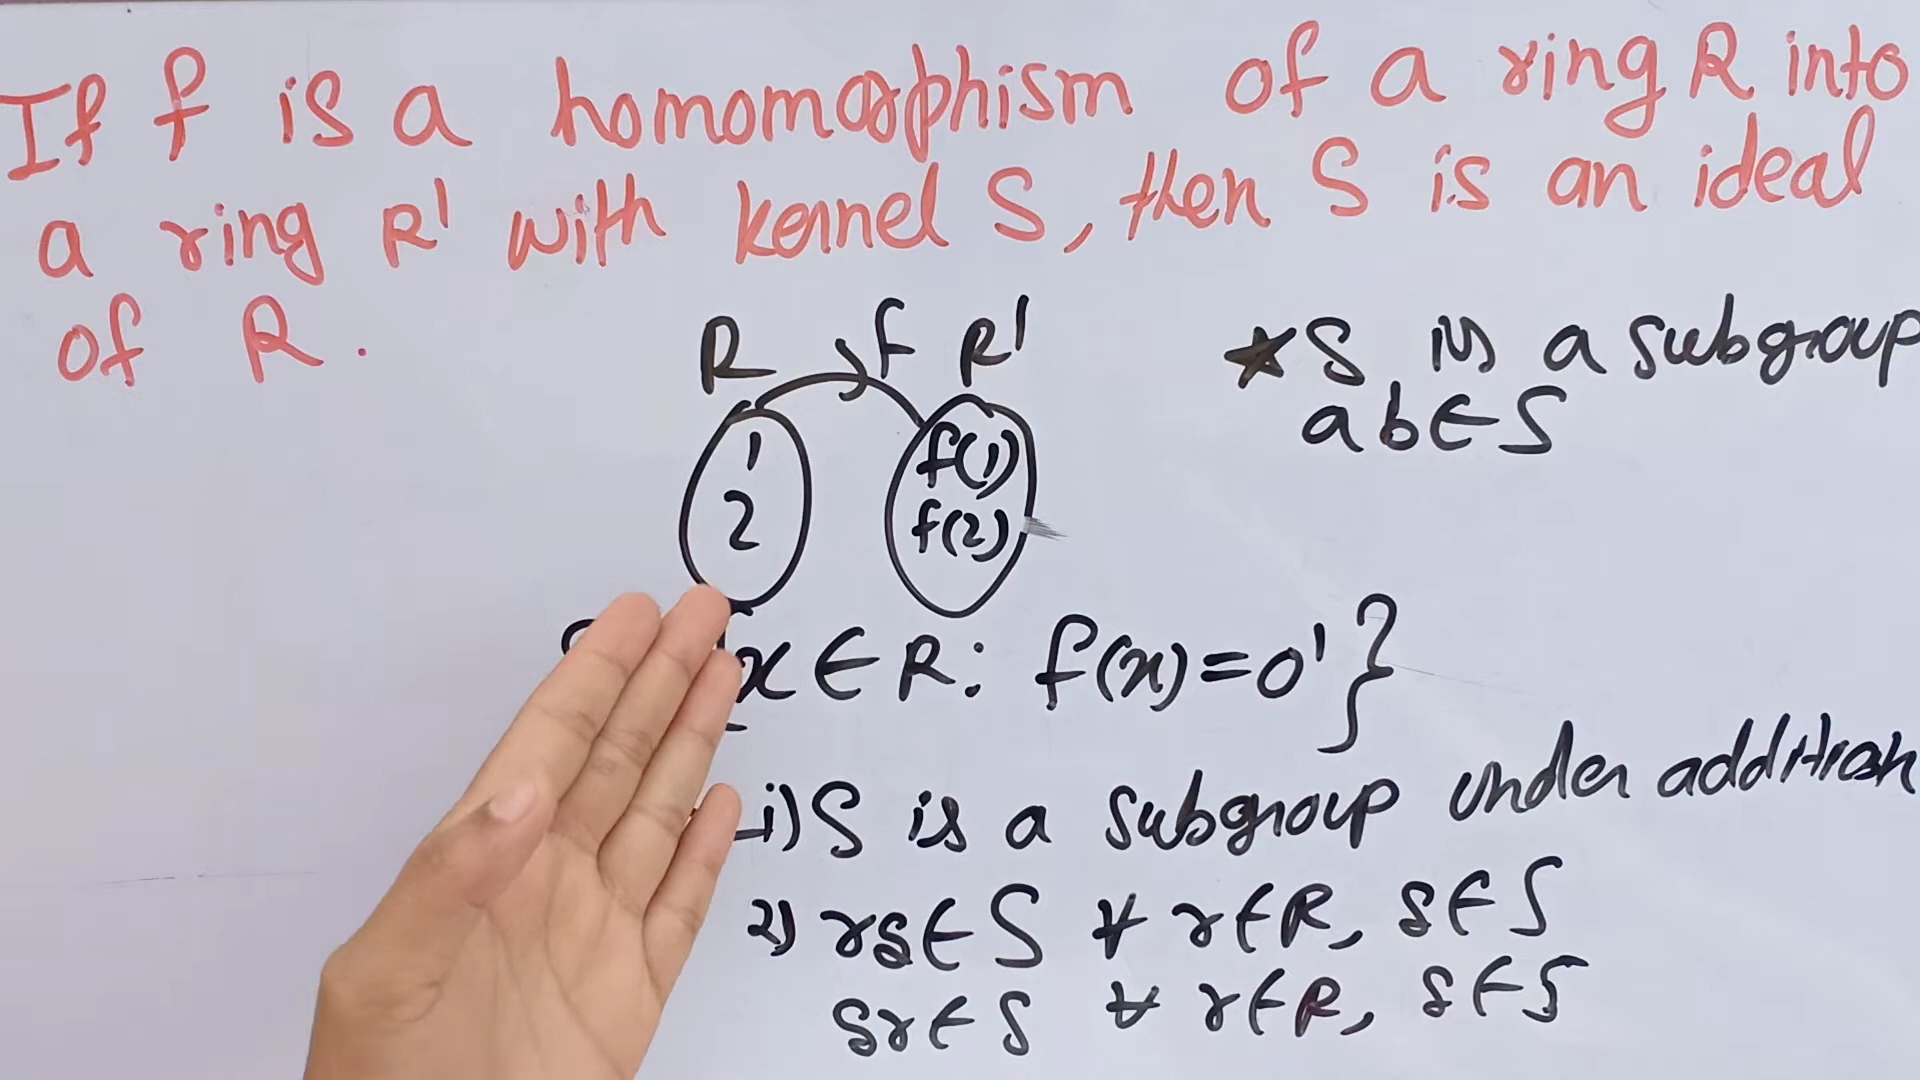 If f is a homomorphism of a ring R into
a ring R' with kernel S, then S is an ideal
of R.
R f R'
★ S is a subgroup
ab∈S
1
2
f(1)
f(2)
x∈R: f(x)=0'}
i) S is a subgroup under addition
2) rs∈S ∀ r∈R, s∈S
sr∈S ∀ r∈R, s∈S